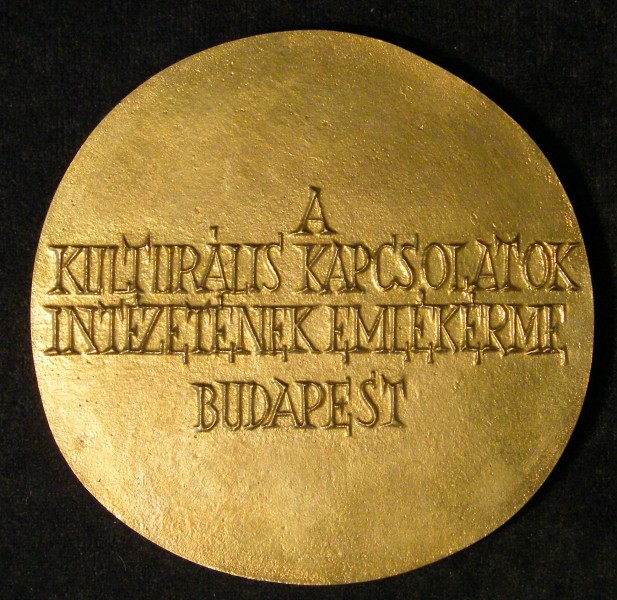 A
KULTURÁLIS KAPCSOLATOK
INTÉZETÉNEK EMLÉKÉRME
BUDAPEST